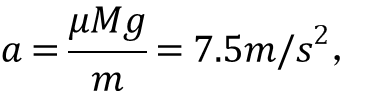 a = μMg/m = 7.5m/s²,